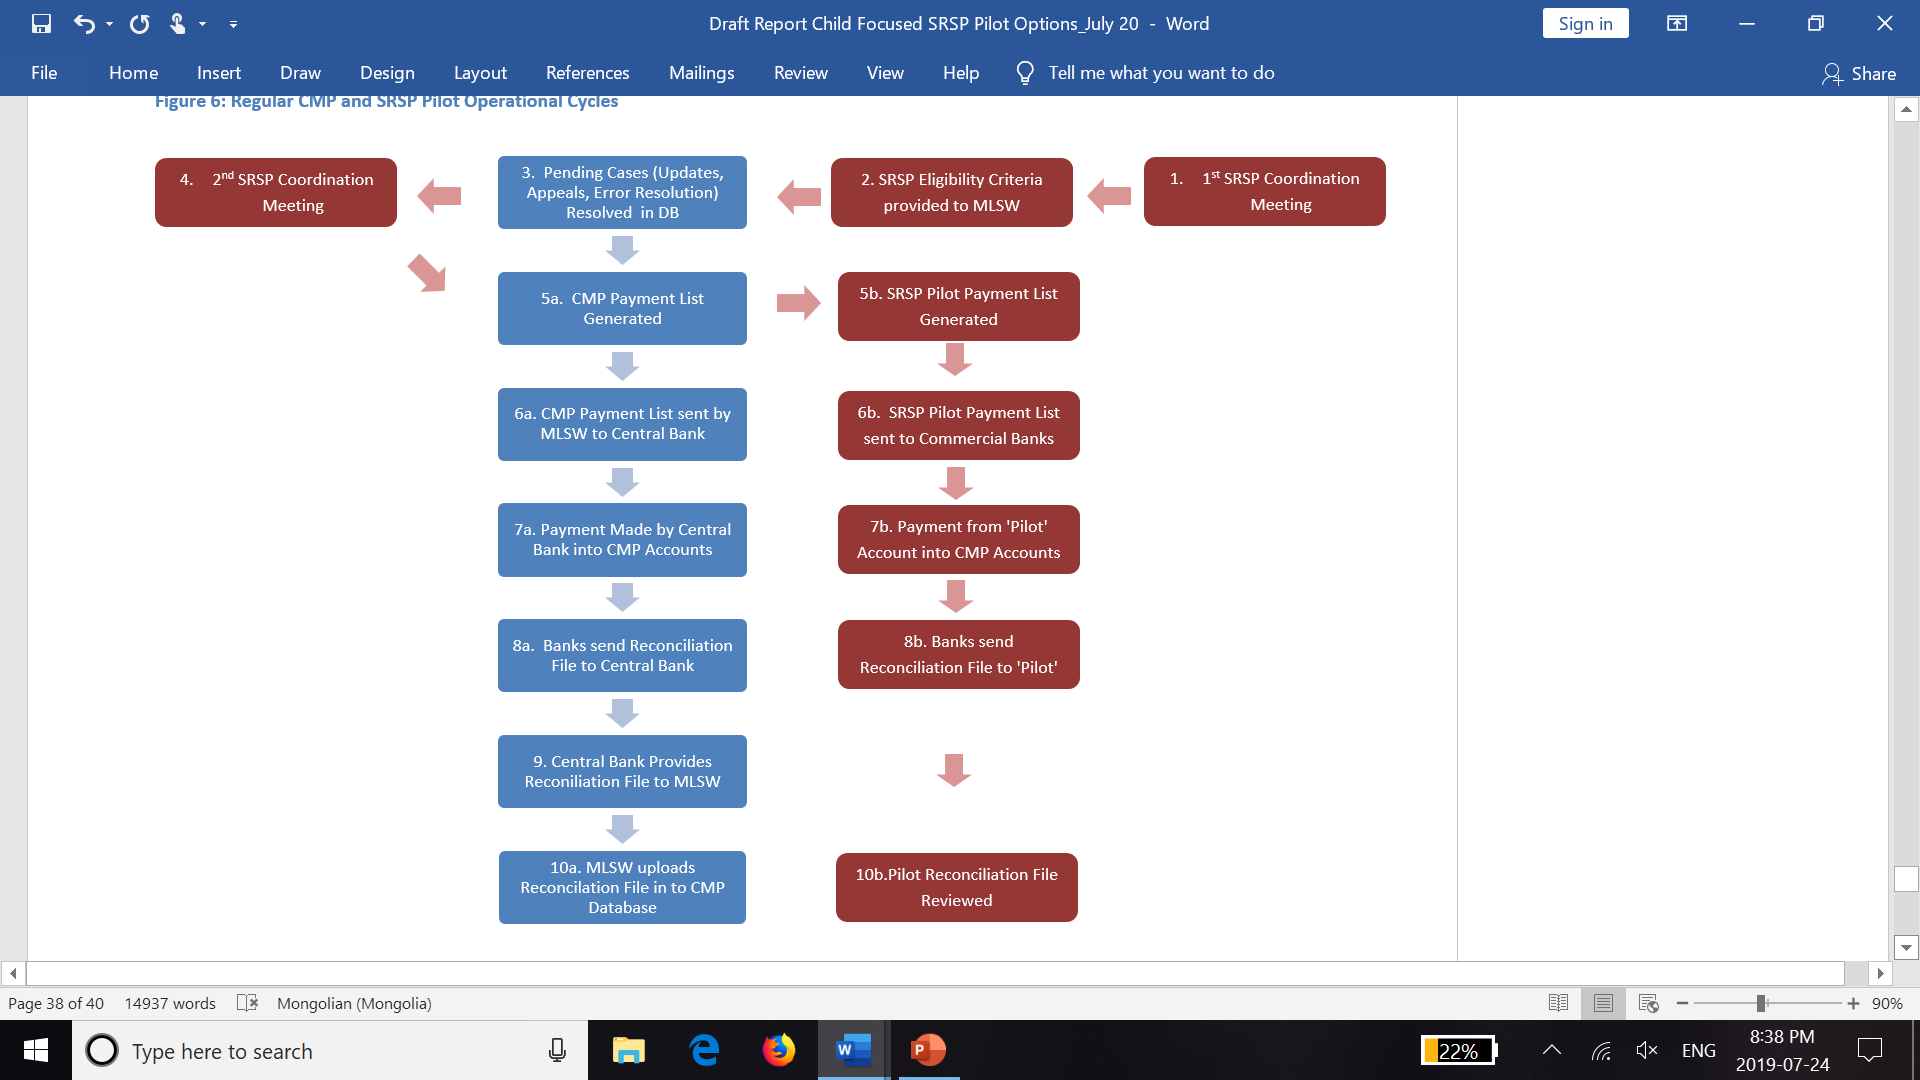 Draft Report Child Focused SRSP Pilot Options_July 20 - Word
Sign in
File
Home
Insert
Draw
Design
Layout
References
Mailings
Review
View
Help
Tell me what you want to do
Share
Figure 6: Regular CMP and SRSP Pilot Operational Cycles
4. 2nd SRSP Coordination
Meeting
3. Pending Cases (Updates,
Appeals, Error Resolution)
Resolved in DB
2. SRSP Eligibility Criteria
provided to MLSW
1. 1st SRSP Coordination
Meeting
5a. CMP Payment List
Generated
5b. SRSP Pilot Payment List
Generated
6a. CMP Payment List sent by
MLSW to Central Bank
6b. SRSP Pilot Payment List
sent to Commercial Banks
7a. Payment Made by Central
Bank into CMP Accounts
7b. Payment from 'Pilot'
Account into CMP Accounts
8a. Banks send Reconciliation
File to Central Bank
8b. Banks send
Reconciliation File to 'Pilot'
9. Central Bank Provides
Reconiliation File to MLSW
10a. MLSW uploads
Reconcilation File in to CMP
Database
10b.Pilot Reconciliation File
Reviewed
Page 38 of 40
14937 words
Mongolian (Mongolia)
90%
Type here to search
22%
ENG
8:38 PM
2019-07-24